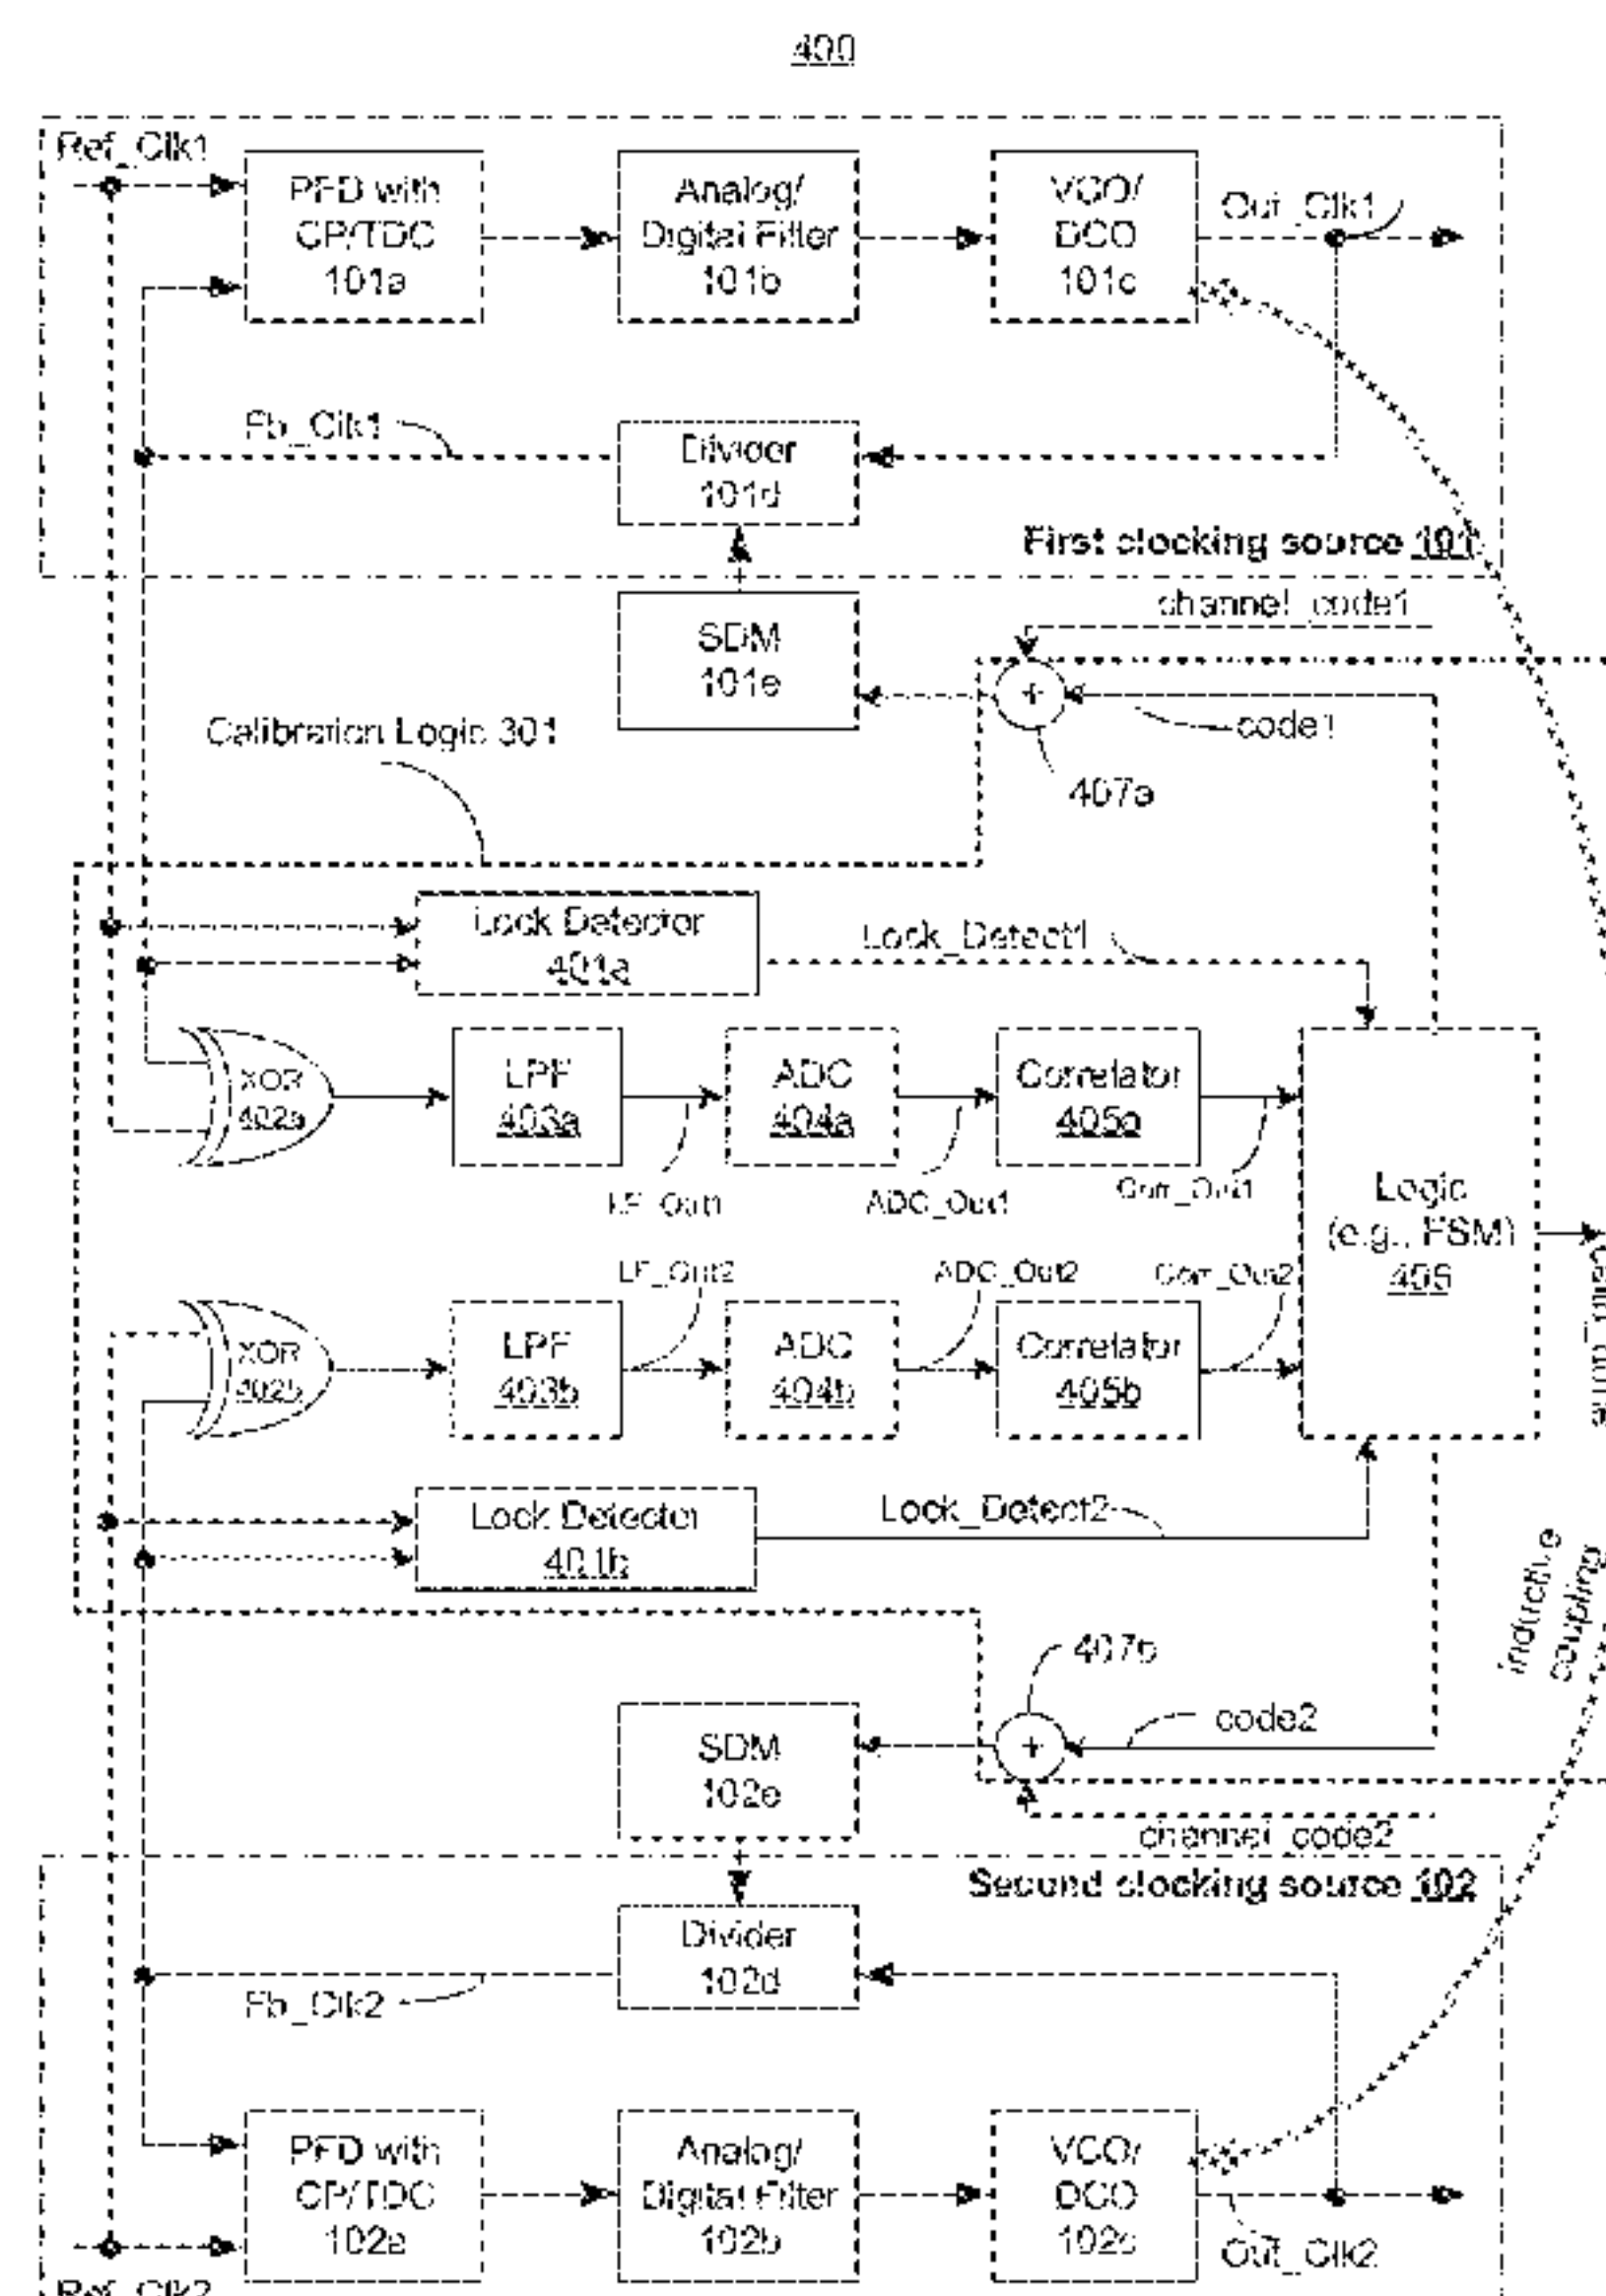 400
Ref_Clk1
PFD with
CP/TDC
101a
Analog/
Digital Filter
101b
VCO/
DCO
101c
Out_Clk1
Fb_Clk1
Divider
101d
First clocking source 101
SDM
101e
channel_code1
+
code1
407a
Calibration Logic 301
Lock Detector
401a
Lock_Detect1
XOR
402a
LPF
403a
ADC
404a
Correlator
405a
LF_Out1
ADC_Out1
Corr_Out1
Logic
(e.g., FSM)
406
LF_Out2
ADC_Out2
Corr_Out2
XOR
402b
LPF
403b
ADC
404b
Correlator
405b
Lock Detector
401b
Lock_Detect2
inductive
coupling
407b
SDM
102e
+
code2
channel_code2
Second clocking source 102
Divider
102d
Fb_Clk2
PFD with
CP/TDC
102a
Analog/
Digital Filter
102b
VCO/
DCO
102c
Out_Clk2
Ref_Clk2